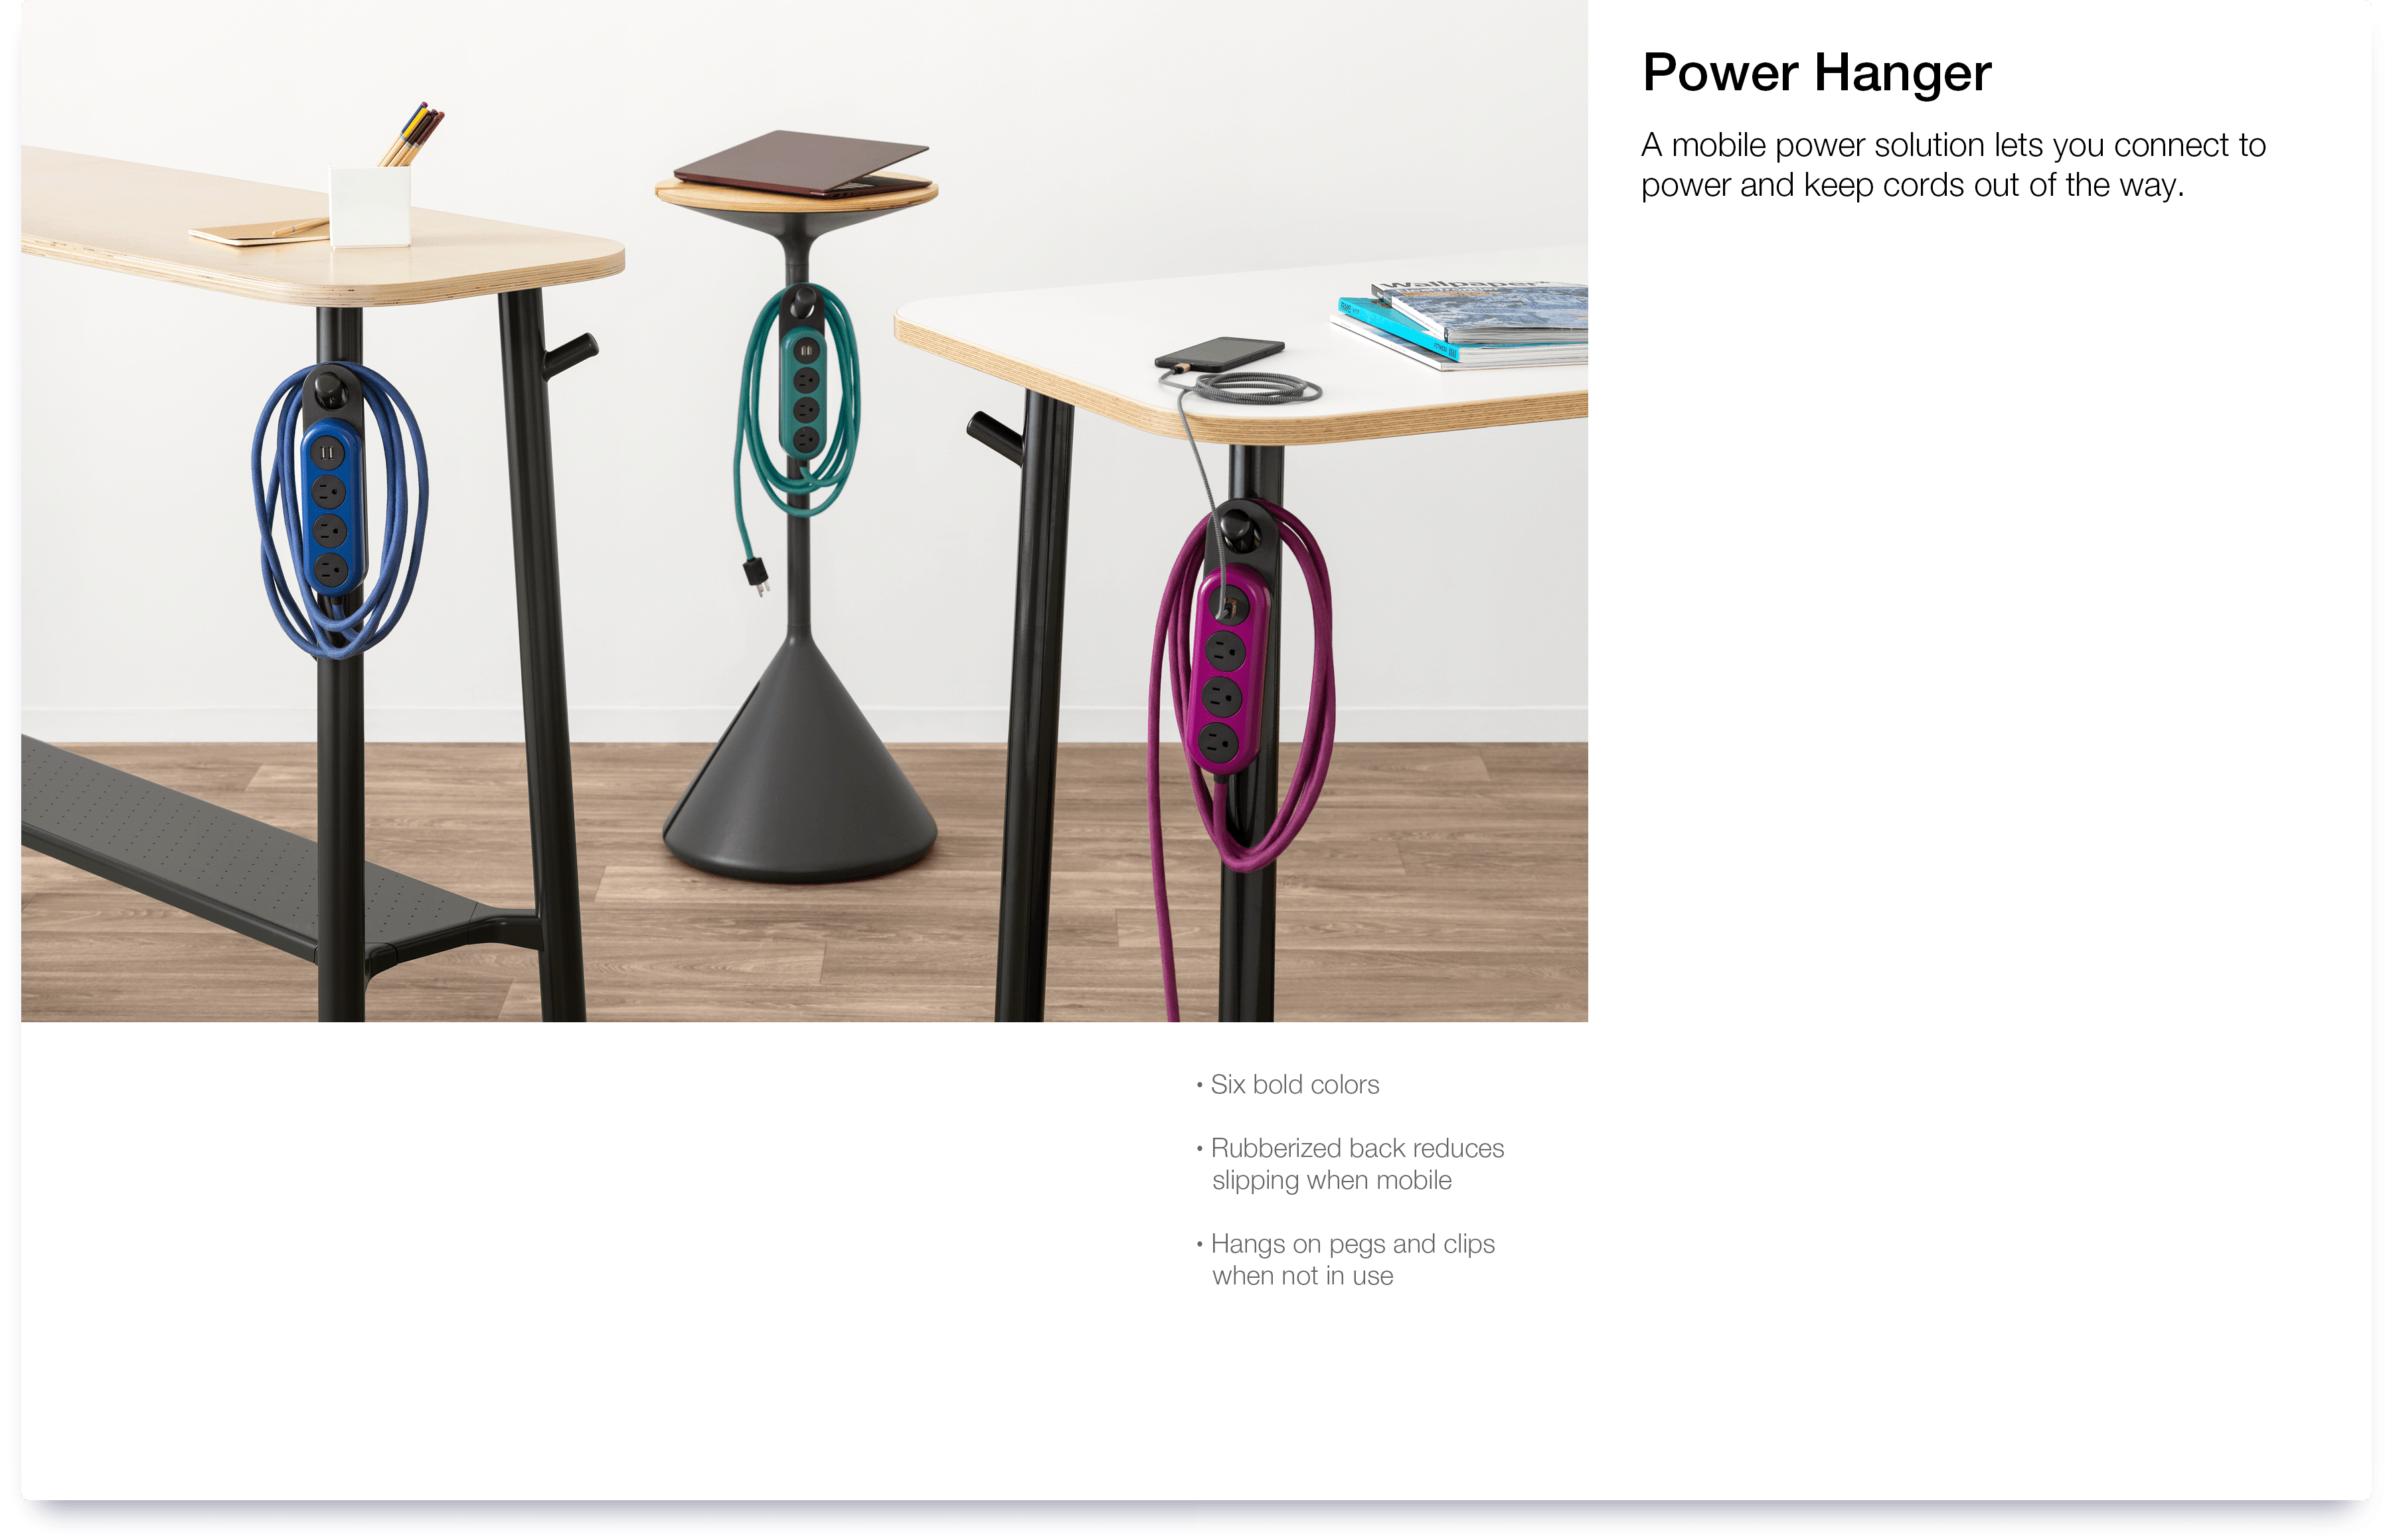 Power Hanger
A mobile power solution lets you connect to
power and keep cords out of the way.
Wallpaper*
• Six bold colors
• Rubberized back reduces
slipping when mobile
• Hangs on pegs and clips
when not in use